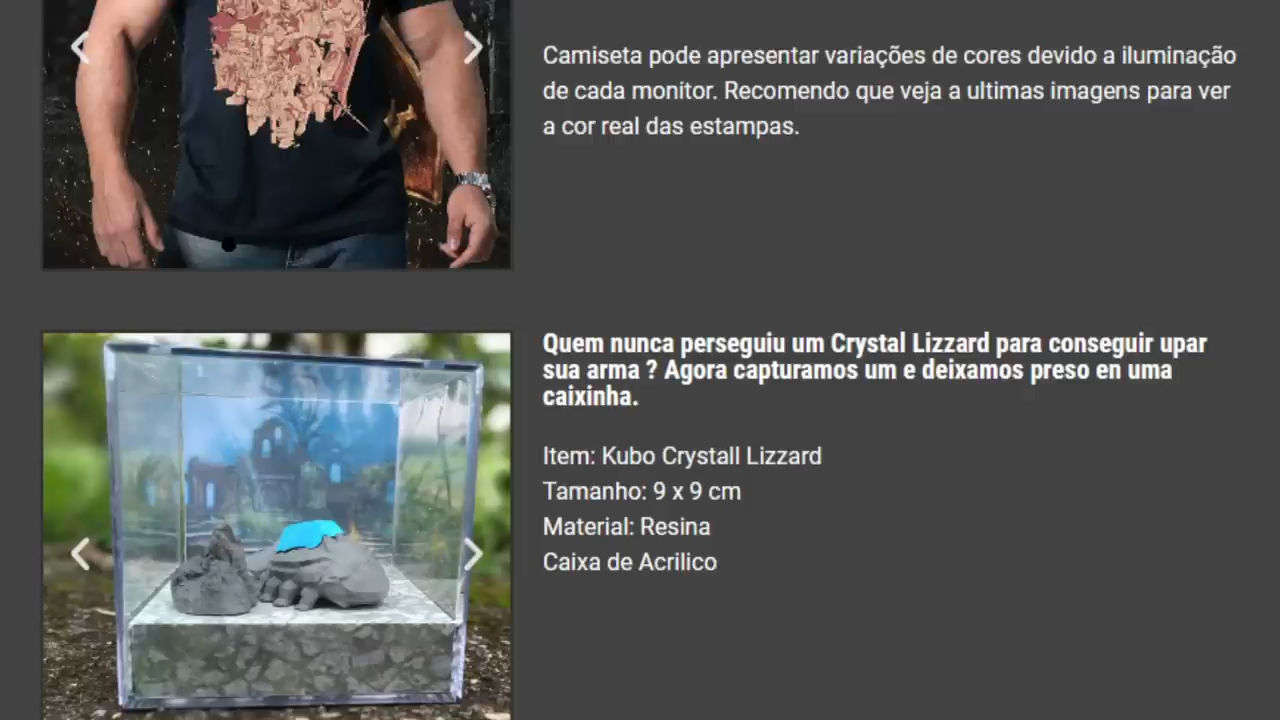 Camiseta pode apresentar variações de cores devido a iluminação
de cada monitor. Recomendo que veja a ultimas imagens para ver
a cor real das estampas.
Quem nunca perseguiu um Crystal Lizzard para conseguir upar
sua arma ? Agora capturamos um e deixamos preso en uma
caixinha.
Item: Kubo Crystall Lizzard
Tamanho: 9 x 9 cm
Material: Resina
Caixa de Acrilico